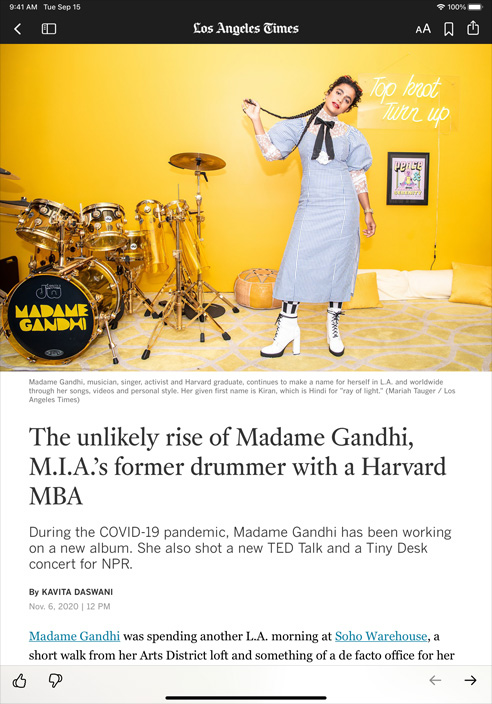 9:41 AM Tue Sep 15
100%
Los Angeles Times
AA
Top knot
Turn up
MADAME
GANDHI
Madame Gandhi, musician, singer, activist and Harvard graduate, continues to make a name for herself in L.A. and worldwide
through her songs, videos and personal style. Her given first name is Kiran, which is Hindi for "ray of light." (Mariah Tauger / Los
Angeles Times)
The unlikely rise of Madame Gandhi,
M.I.A.’s former drummer with a Harvard
MBA
During the COVID-19 pandemic, Madame Gandhi has been working
on a new album. She also shot a new TED Talk and a Tiny Desk
concert for NPR.
By KAVITA DASWANI
Nov. 6, 2020 | 12 PM
Madame Gandhi was spending another L.A. morning at Soho Warehouse, a
short walk from her Arts District loft and something of a de facto office for her